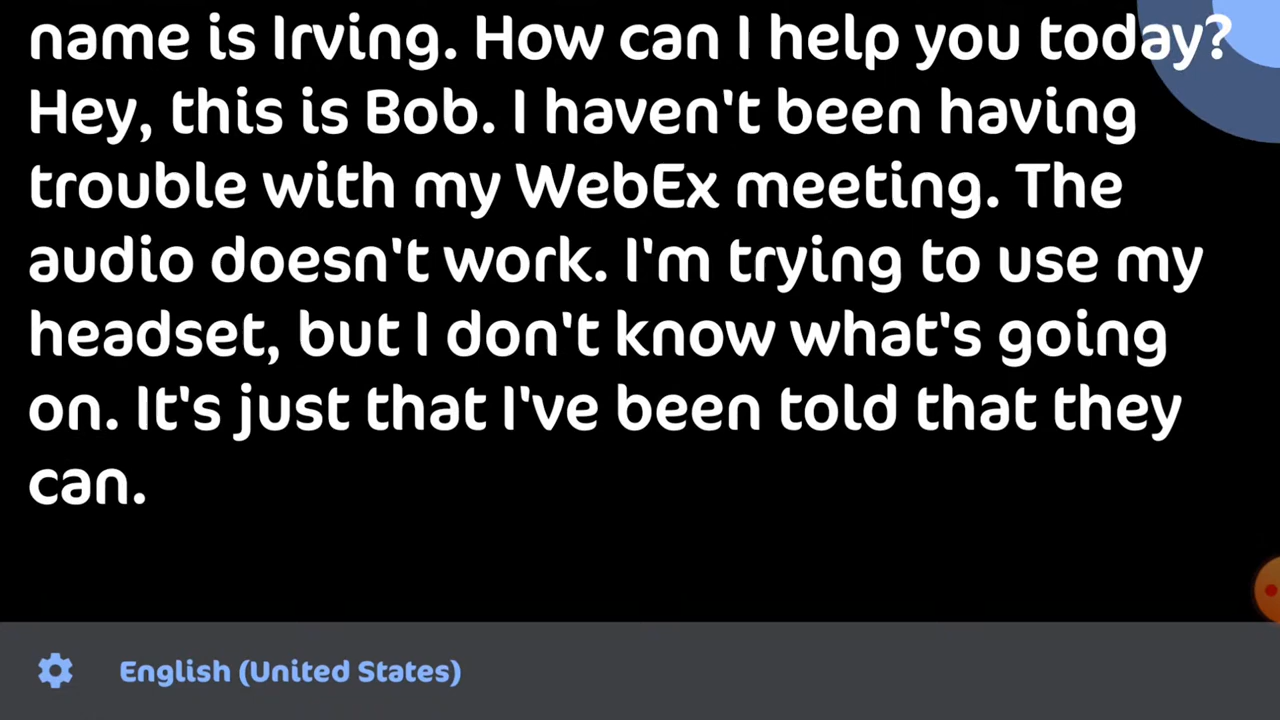 name is Irving. How can I help you today?
Hey, this is Bob. I haven't been having
trouble with my WebEx meeting. The
audio doesn't work. I'm trying to use my
headset, but I don't know what's going
on. It's just that I've been told that they
can.
English (United States)